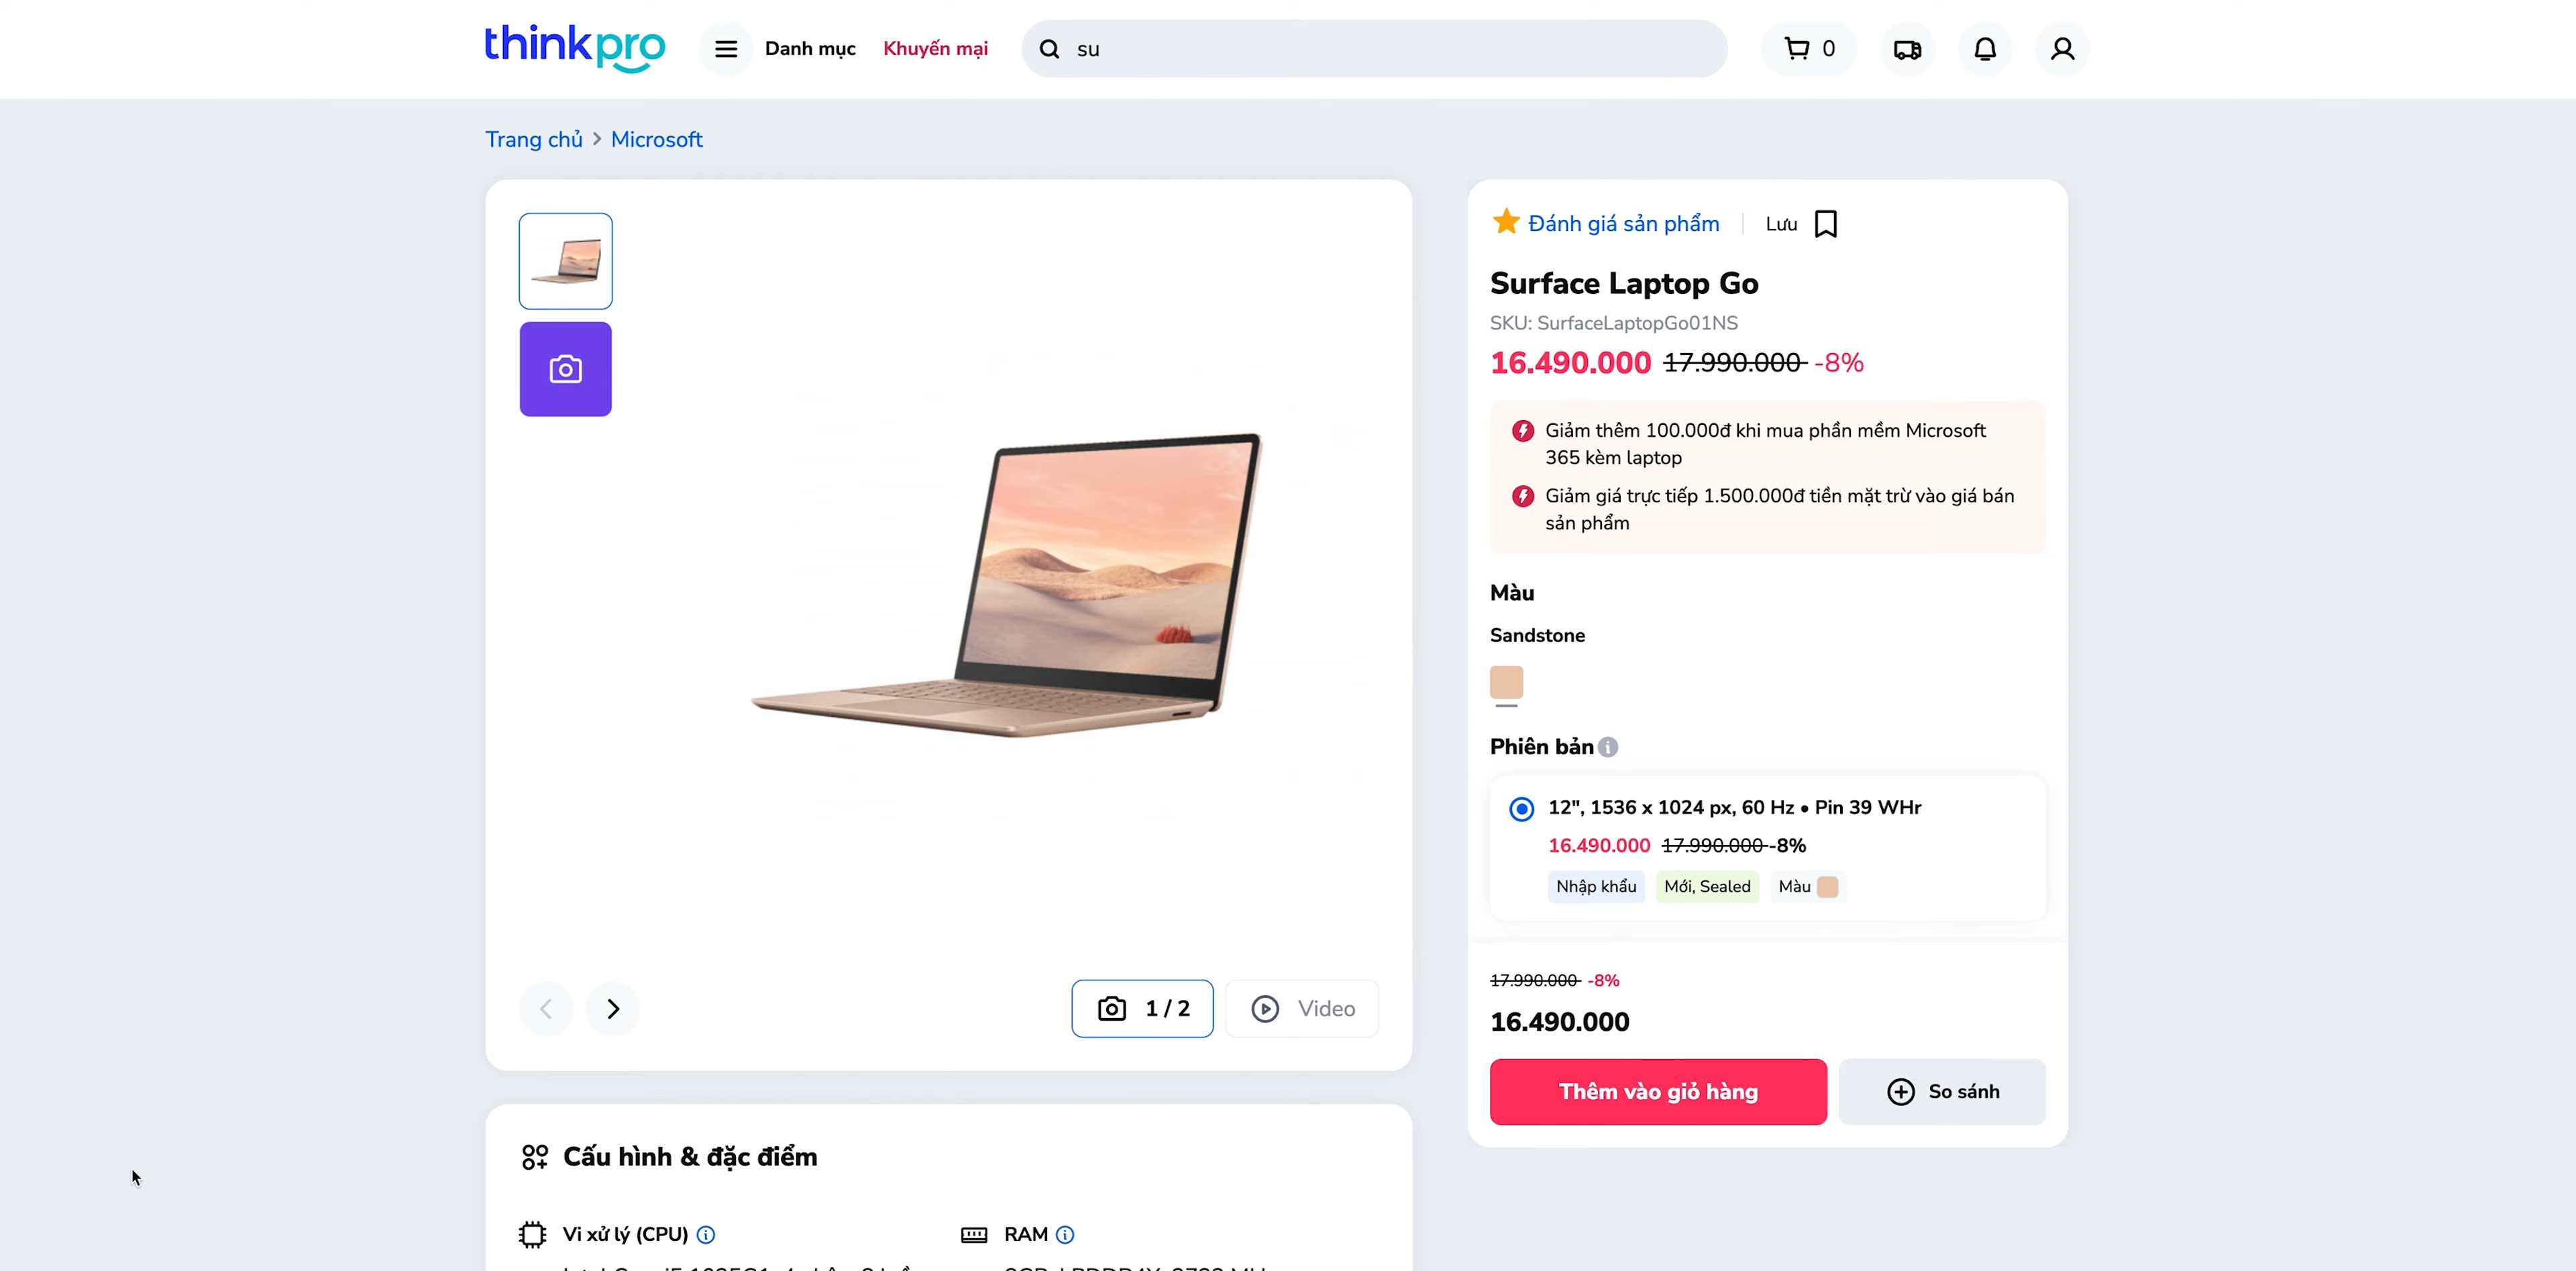 thinkpro
Danh mục
Khuyến mại
su
0
Trang chủ
Microsoft
Đánh giá sản phẩm
Lưu
Surface Laptop Go
SKU: SurfaceLaptopGo01NS
16.490.000 17.990.000 -8%
Giảm thêm 100.000đ khi mua phần mềm Microsoft
365 kèm laptop
Giảm giá trực tiếp 1.500.000đ tiền mặt trừ vào giá bán
sản phẩm
Màu
Sandstone
Phiên bản
12", 1536 x 1024 px, 60 Hz • Pin 39 WHr
16.490.000 17.990.000 -8%
Nhập khẩu
Mới, Sealed
Màu
17.990.000 -8%
16.490.000
Thêm vào giỏ hàng
So sánh
1 / 2
Video
Cấu hình & đặc điểm
Vi xử lý (CPU)
RAM